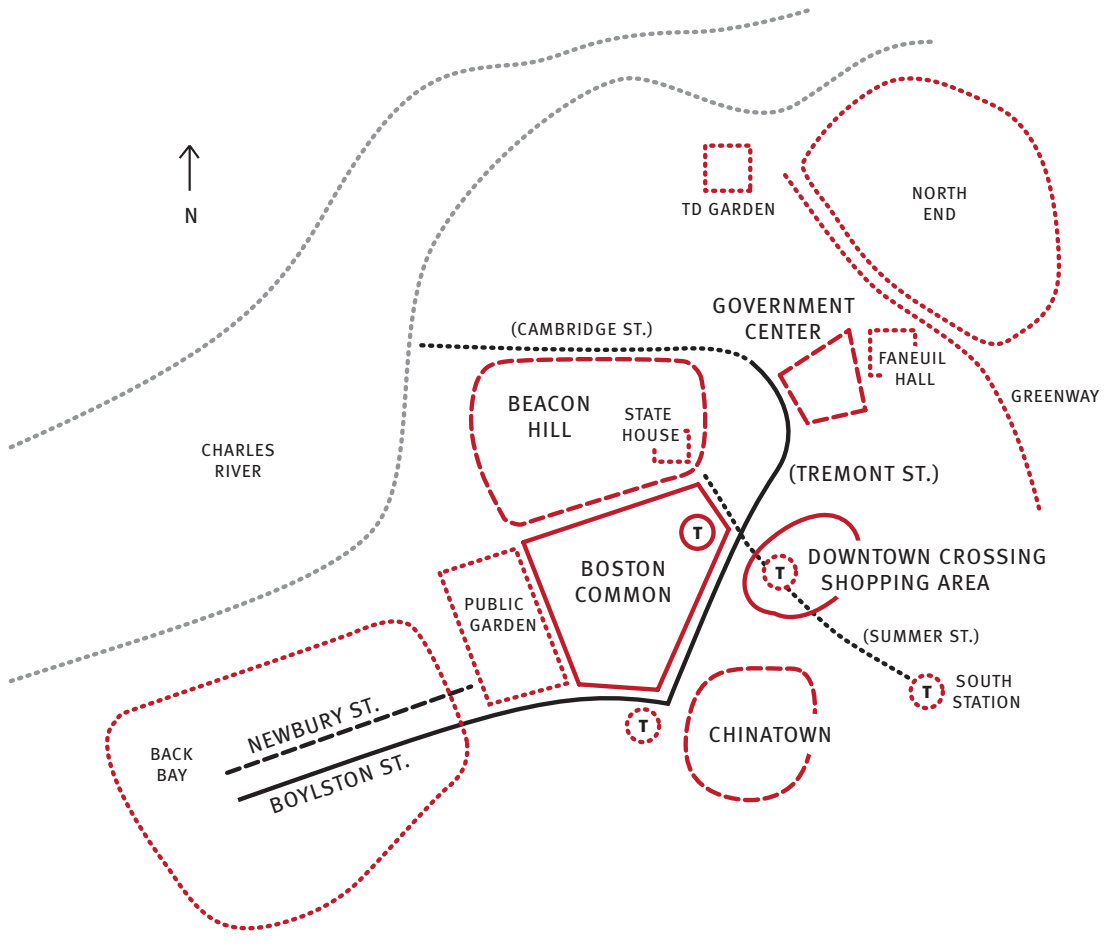 N
TD GARDEN
NORTH
END
GOVERNMENT
CENTER
(CAMBRIDGE ST.)
FANEUIL
HALL
GREENWAY
BEACON
HILL
STATE
HOUSE
CHARLES
RIVER
(TREMONT ST.)
T
BOSTON
COMMON
T
DOWNTOWN CROSSING
SHOPPING AREA
PUBLIC
GARDEN
(SUMMER ST.)
T
SOUTH
STATION
T
CHINATOWN
NEWBURY ST.
BACK
BAY
BOYLSTON ST.